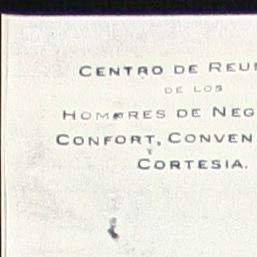 CENTRO DE REU
DE LOS
HOMBRES DE NEG
CONFORT, CONVEN
Y
CORTESIA.